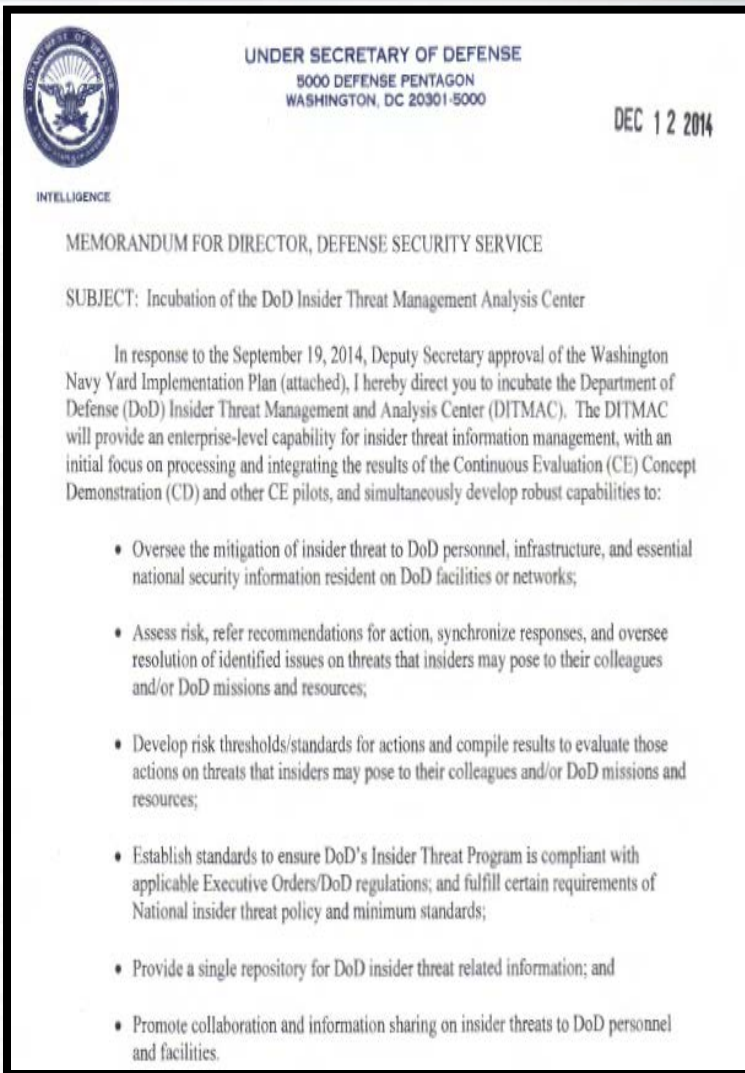 UNDER SECRETARY OF DEFENSE
5000 DEFENSE PENTAGON
WASHINGTON, DC 20301-5000
DEC 12 2014
INTELLIGENCE
MEMORANDUM FOR DIRECTOR, DEFENSE SECURITY SERVICE
SUBJECT: Incubation of the DoD Insider Threat Management Analysis Center
In response to the September 19, 2014, Deputy Secretary approval of the Washington
Navy Yard Implementation Plan (attached), I hereby direct you to incubate the Department of
Defense (DoD) Insider Threat Management and Analysis Center (DITMAC). The DITMAC
will provide an enterprise-level capability for insider threat information management, with an
initial focus on processing and integrating the results of the Continuous Evaluation (CE) Concept
Demonstration (CD) and other CE pilots, and simultaneously develop robust capabilities to:
• Oversee the mitigation of insider threat to DoD personnel, infrastructure, and essential
national security information resident on DoD facilities or networks;
• Assess risk, refer recommendations for action, synchronize responses, and oversee
resolution of identified issues on threats that insiders may pose to their colleagues
and/or DoD missions and resources;
• Develop risk thresholds/standards for actions and compile results to evaluate those
actions on threats that insiders may pose to their colleagues and/or DoD missions and
resources;
• Establish standards to ensure DoD's Insider Threat Program is compliant with
applicable Executive Orders/DoD regulations; and fulfill certain requirements of
National insider threat policy and minimum standards;
• Provide a single repository for DoD insider threat related information; and
• Promote collaboration and information sharing on insider threats to DoD personnel
and facilities.